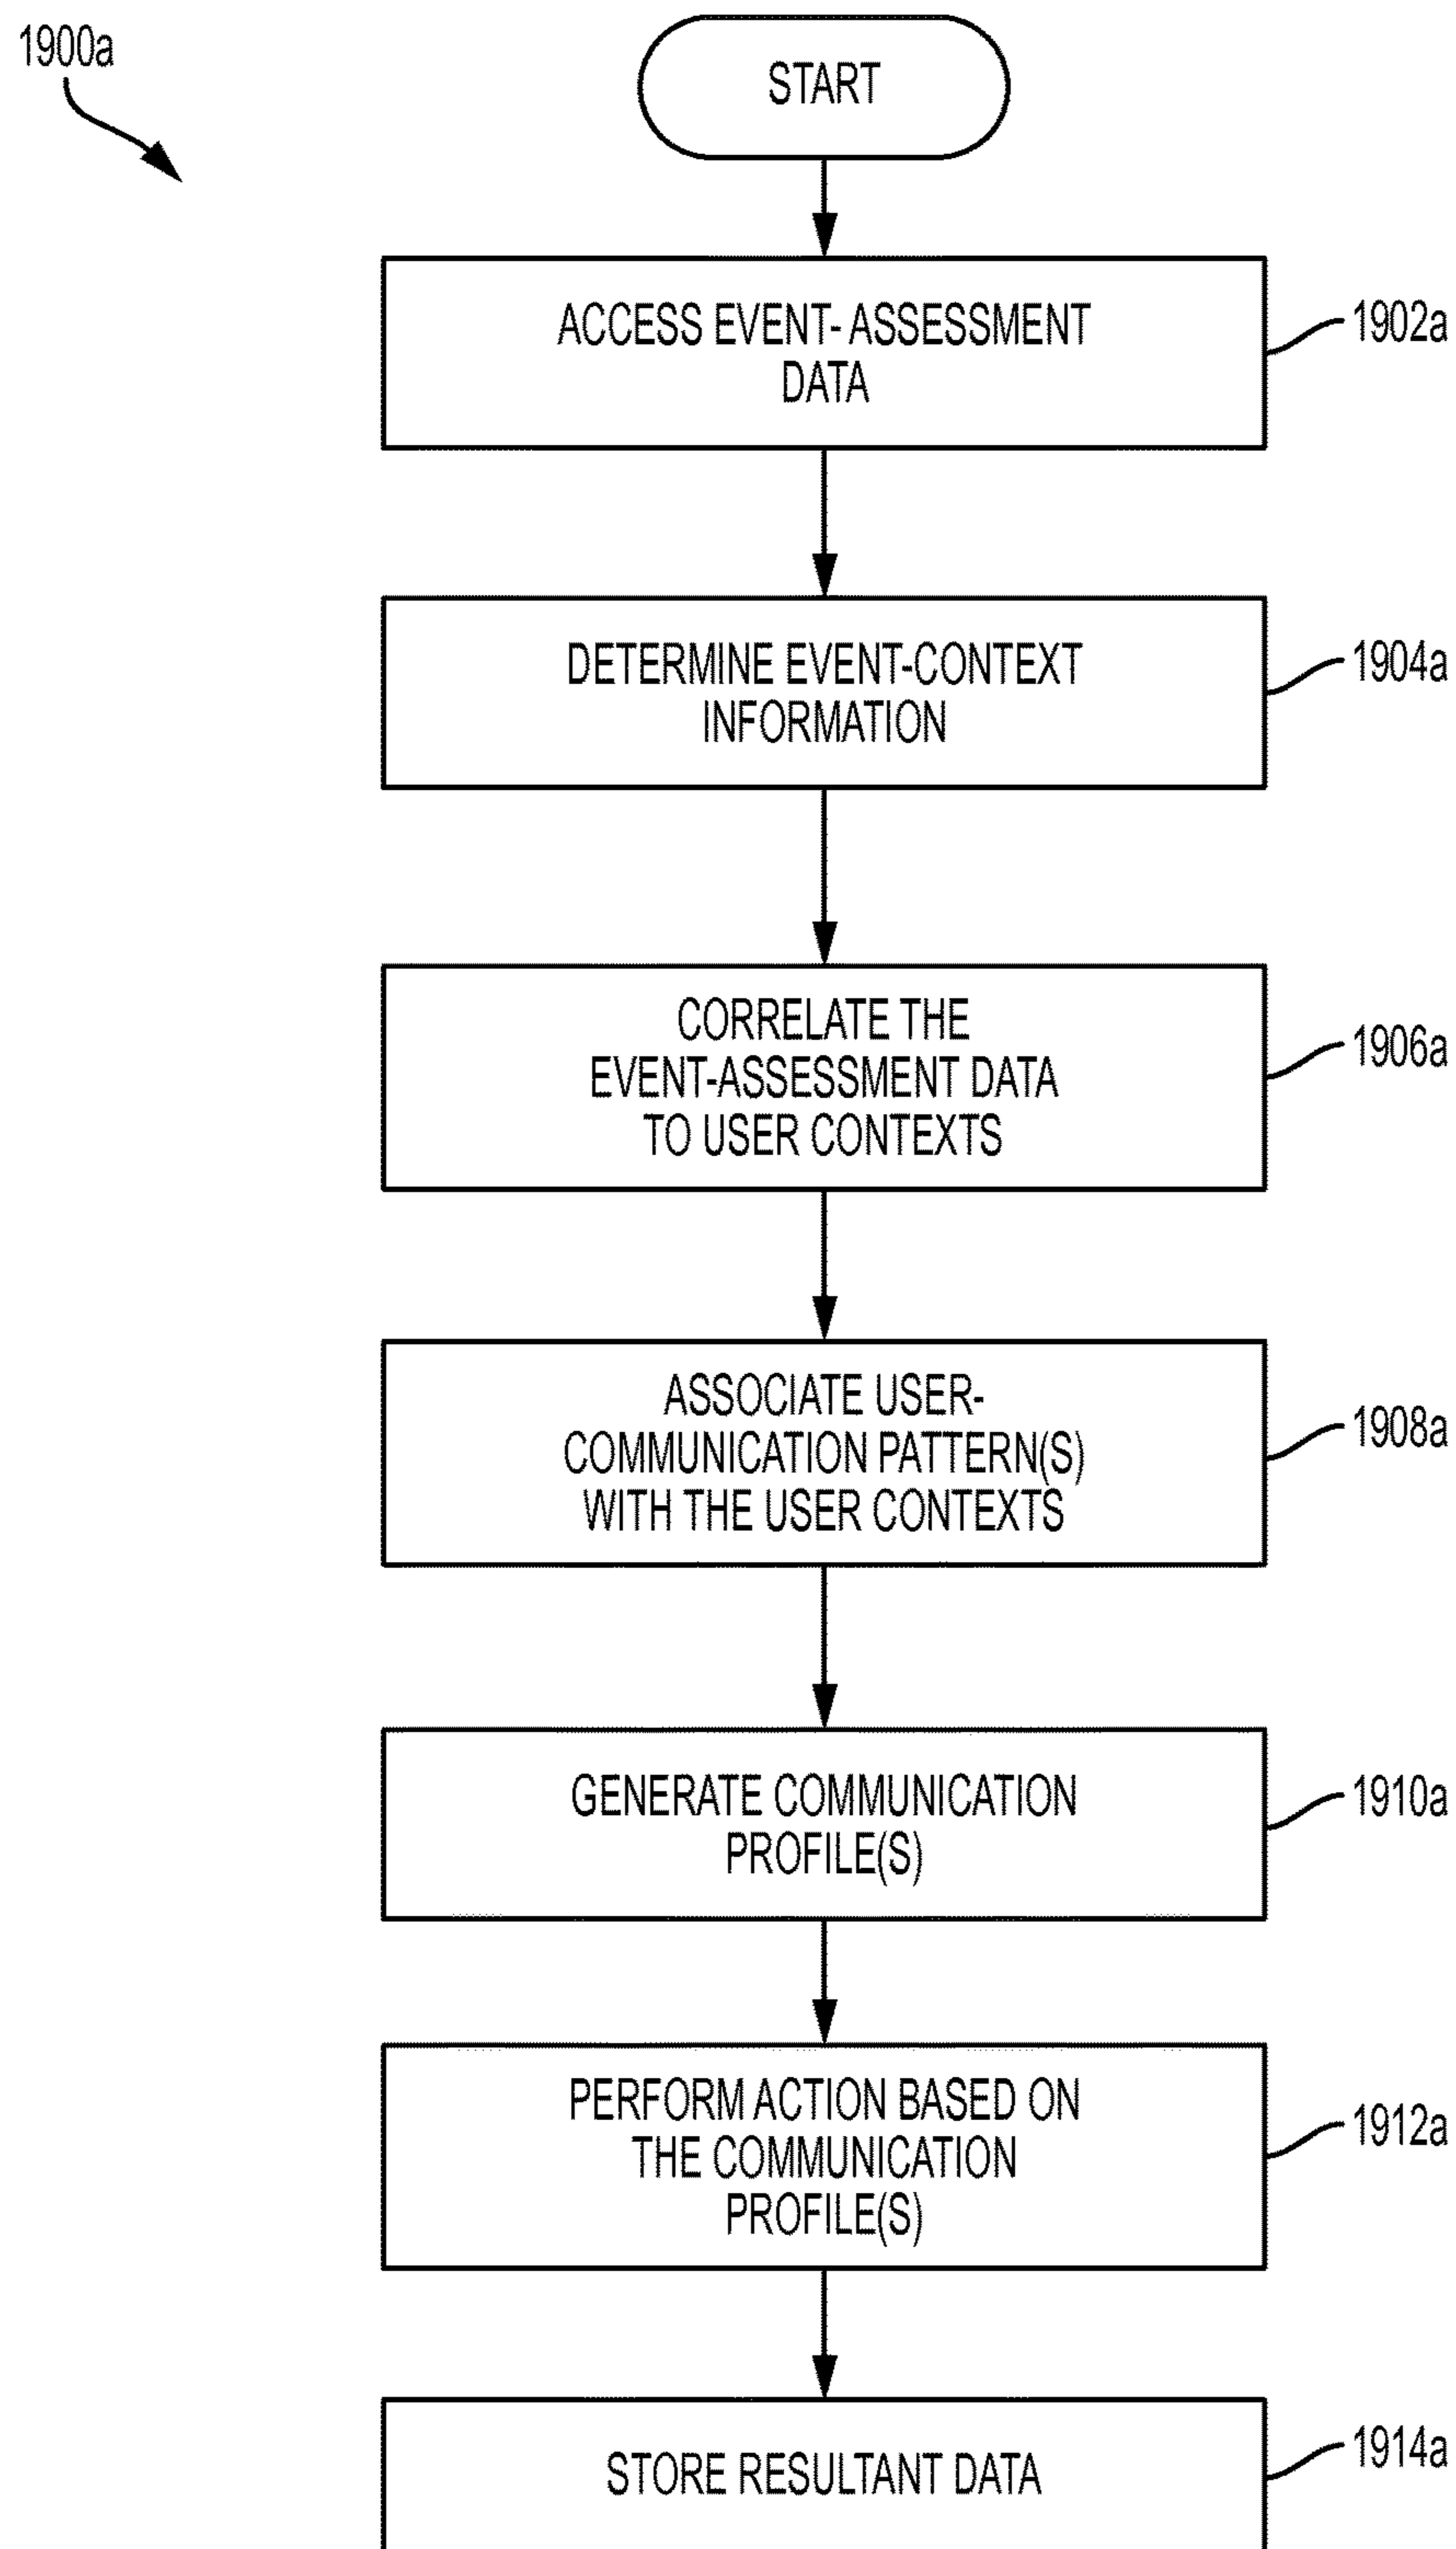 1900a
START
ACCESS EVENT- ASSESSMENT
DATA
1902a
DETERMINE EVENT-CONTEXT
INFORMATION
1904a
CORRELATE THE
EVENT-ASSESSMENT DATA
TO USER CONTEXTS
1906a
ASSOCIATE USER-
COMMUNICATION PATTERN(S)
WITH THE USER CONTEXTS
1908a
GENERATE COMMUNICATION
PROFILE(S)
1910a
PERFORM ACTION BASED ON
THE COMMUNICATION
PROFILE(S)
1912a
STORE RESULTANT DATA
1914a